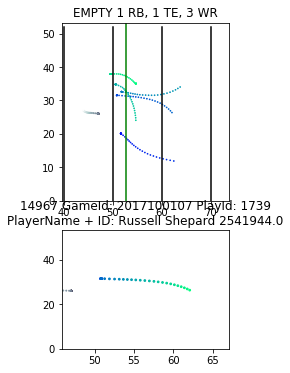 EMPTY 1 RB, 1 TE, 3 WR
50
40
30
20
10
0
40 50 60 70
14967 GameId: 2017100107 PlayId: 1739
PlayerName + ID: Russell Shepard 2541944.0
40
20
0
50 55 60 65